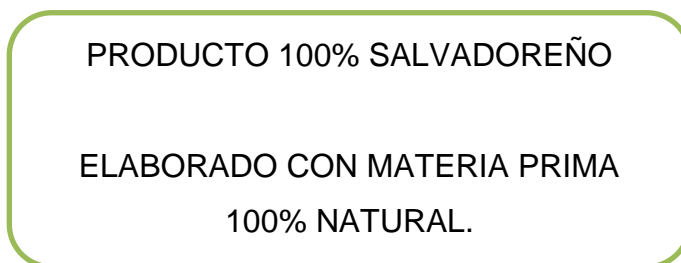 PRODUCTO 100% SALVADOREÑO
ELABORADO CON MATERIA PRIMA
100% NATURAL.